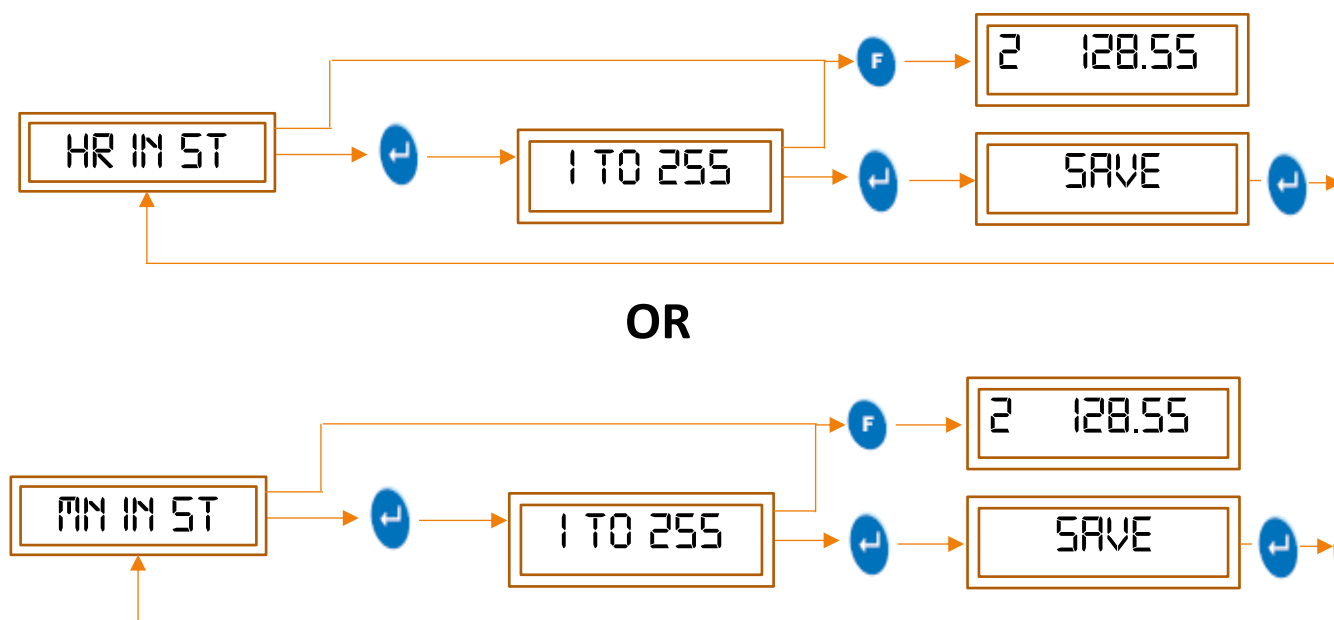 2 128.55
F
HR IN ST
1 TO 255
SAVE
OR
2 128.55
F
MN IN ST
1 TO 255
SAVE